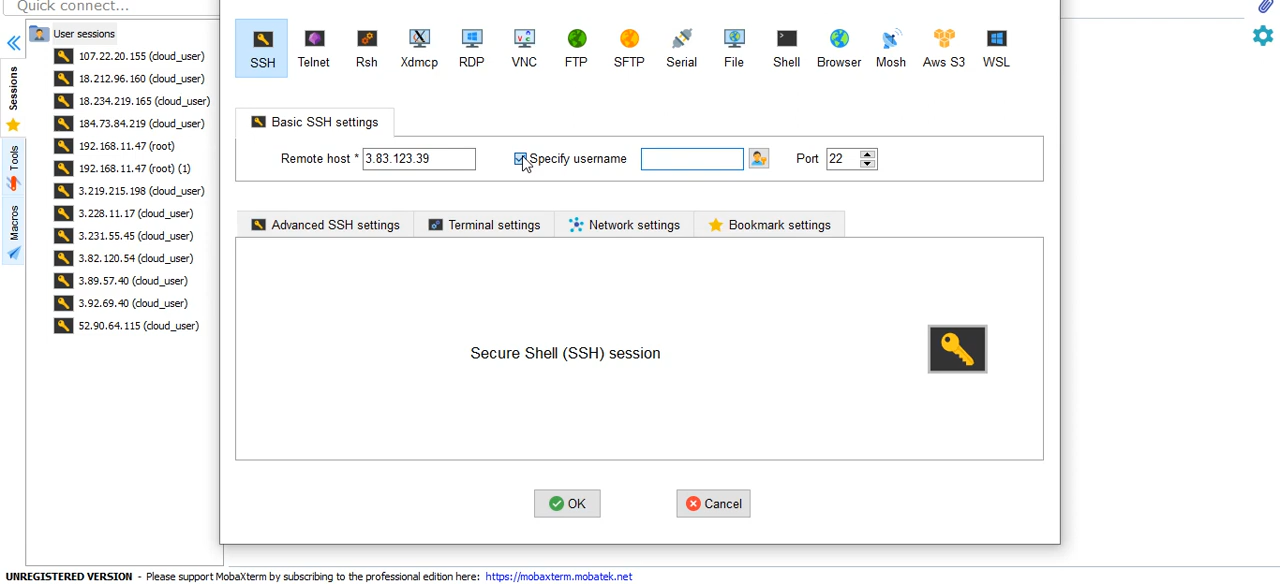 Quick connect...
User sessions
107.22.20.155 (cloud_user)
18.212.96.160 (cloud_user)
18.234.219.165 (cloud_user)
184.73.84.219 (cloud_user)
192.168.11.47 (root)
192.168.11.47 (root) (1)
3.219.215.198 (cloud_user)
3.228.11.17 (cloud_user)
3.231.55.45 (cloud_user)
3.82.120.54 (cloud_user)
3.89.57.40 (cloud_user)
3.92.69.40 (cloud_user)
52.90.64.115 (cloud_user)
Sessions
Tools
Macros
SSH Telnet Rsh Xdmcp RDP VNC FTP SFTP Serial File Shell Browser Mosh Aws S3 WSL
Basic SSH settings
Remote host * 3.83.123.39 Specify username Port 22
Advanced SSH settings Terminal settings Network settings Bookmark settings
Secure Shell (SSH) session
OK Cancel
UNREGISTERED VERSION - Please support MobaXterm by subscribing to the professional edition here: https://mobaxterm.mobatek.net